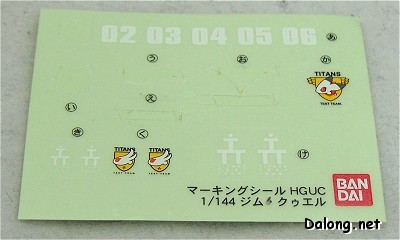 02 03 04 05 06
あ
う お か
TITANS
TEST TEAM
い え
き く
TITANS
TEST TEAM
TITANS
TEST TEAM
け
マーキングシール HGUC
1/144 ジム・クゥエル
BAN
DAI
Dalong.net